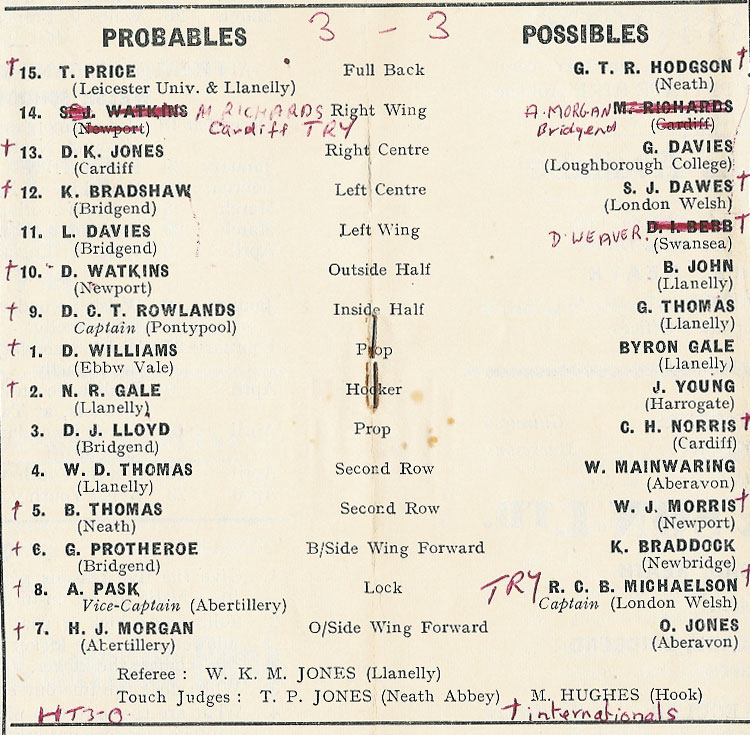 PROBABLES 3 - 3 POSSIBLES
† 15. T. PRICE Full Back G. T. R. HODGSON †
(Leicester Univ. & Llanelly) (Neath)
14. S. J. WATKINS M. RICHARDS Right Wing A. MORGAN M. RICHARDS
(Newport) Cardiff TRY Bridgend (Cardiff)
† 13. D. K. JONES Right Centre G. DAVIES
(Cardiff (Loughborough College)
† 12. K. BRADSHAW Left Centre S. J. DAWES †
(Bridgend) (London Welsh)
11. L. DAVIES Left Wing D. WEAVER D. I. BEBB †
(Bridgend) (Swansea)
† 10. D. WATKINS Outside Half B. JOHN
(Newport) (Llanelly)
† 9. D. C. T. ROWLANDS Inside Half G. THOMAS
Captain (Pontypool) (Llanelly)
† 1. D. WILLIAMS Prop BYRON GALE
(Ebbw Vale) (Llanelly)
† 2. N. R. GALE Hooker J. YOUNG
(Llanelly) (Harrogate)
3. D. J. LLOYD Prop C. H. NORRIS †
(Bridgend) (Cardiff)
4. W. D. THOMAS Second Row W. MAINWARING
(Llanelly) (Aberavon)
† 5. B. THOMAS Second Row W. J. MORRIS †
(Neath) (Newport)
† 6. G. PROTHEROE B/Side Wing Forward K. BRADDOCK
(Bridgend) (Newbridge)
† 8. A. PASK Lock TRY R. C. B. MICHAELSON †
Vice-Captain (Abertillery) Captain (London Welsh)
† 7. H. J. MORGAN O/Side Wing Forward O. JONES
(Abertillery) (Aberavon)
Referee : W. K. M. JONES (Llanelly)
Touch Judges : T. P. JONES (Neath Abbey) M. HUGHES (Hook)
HT 3-0 † internationals